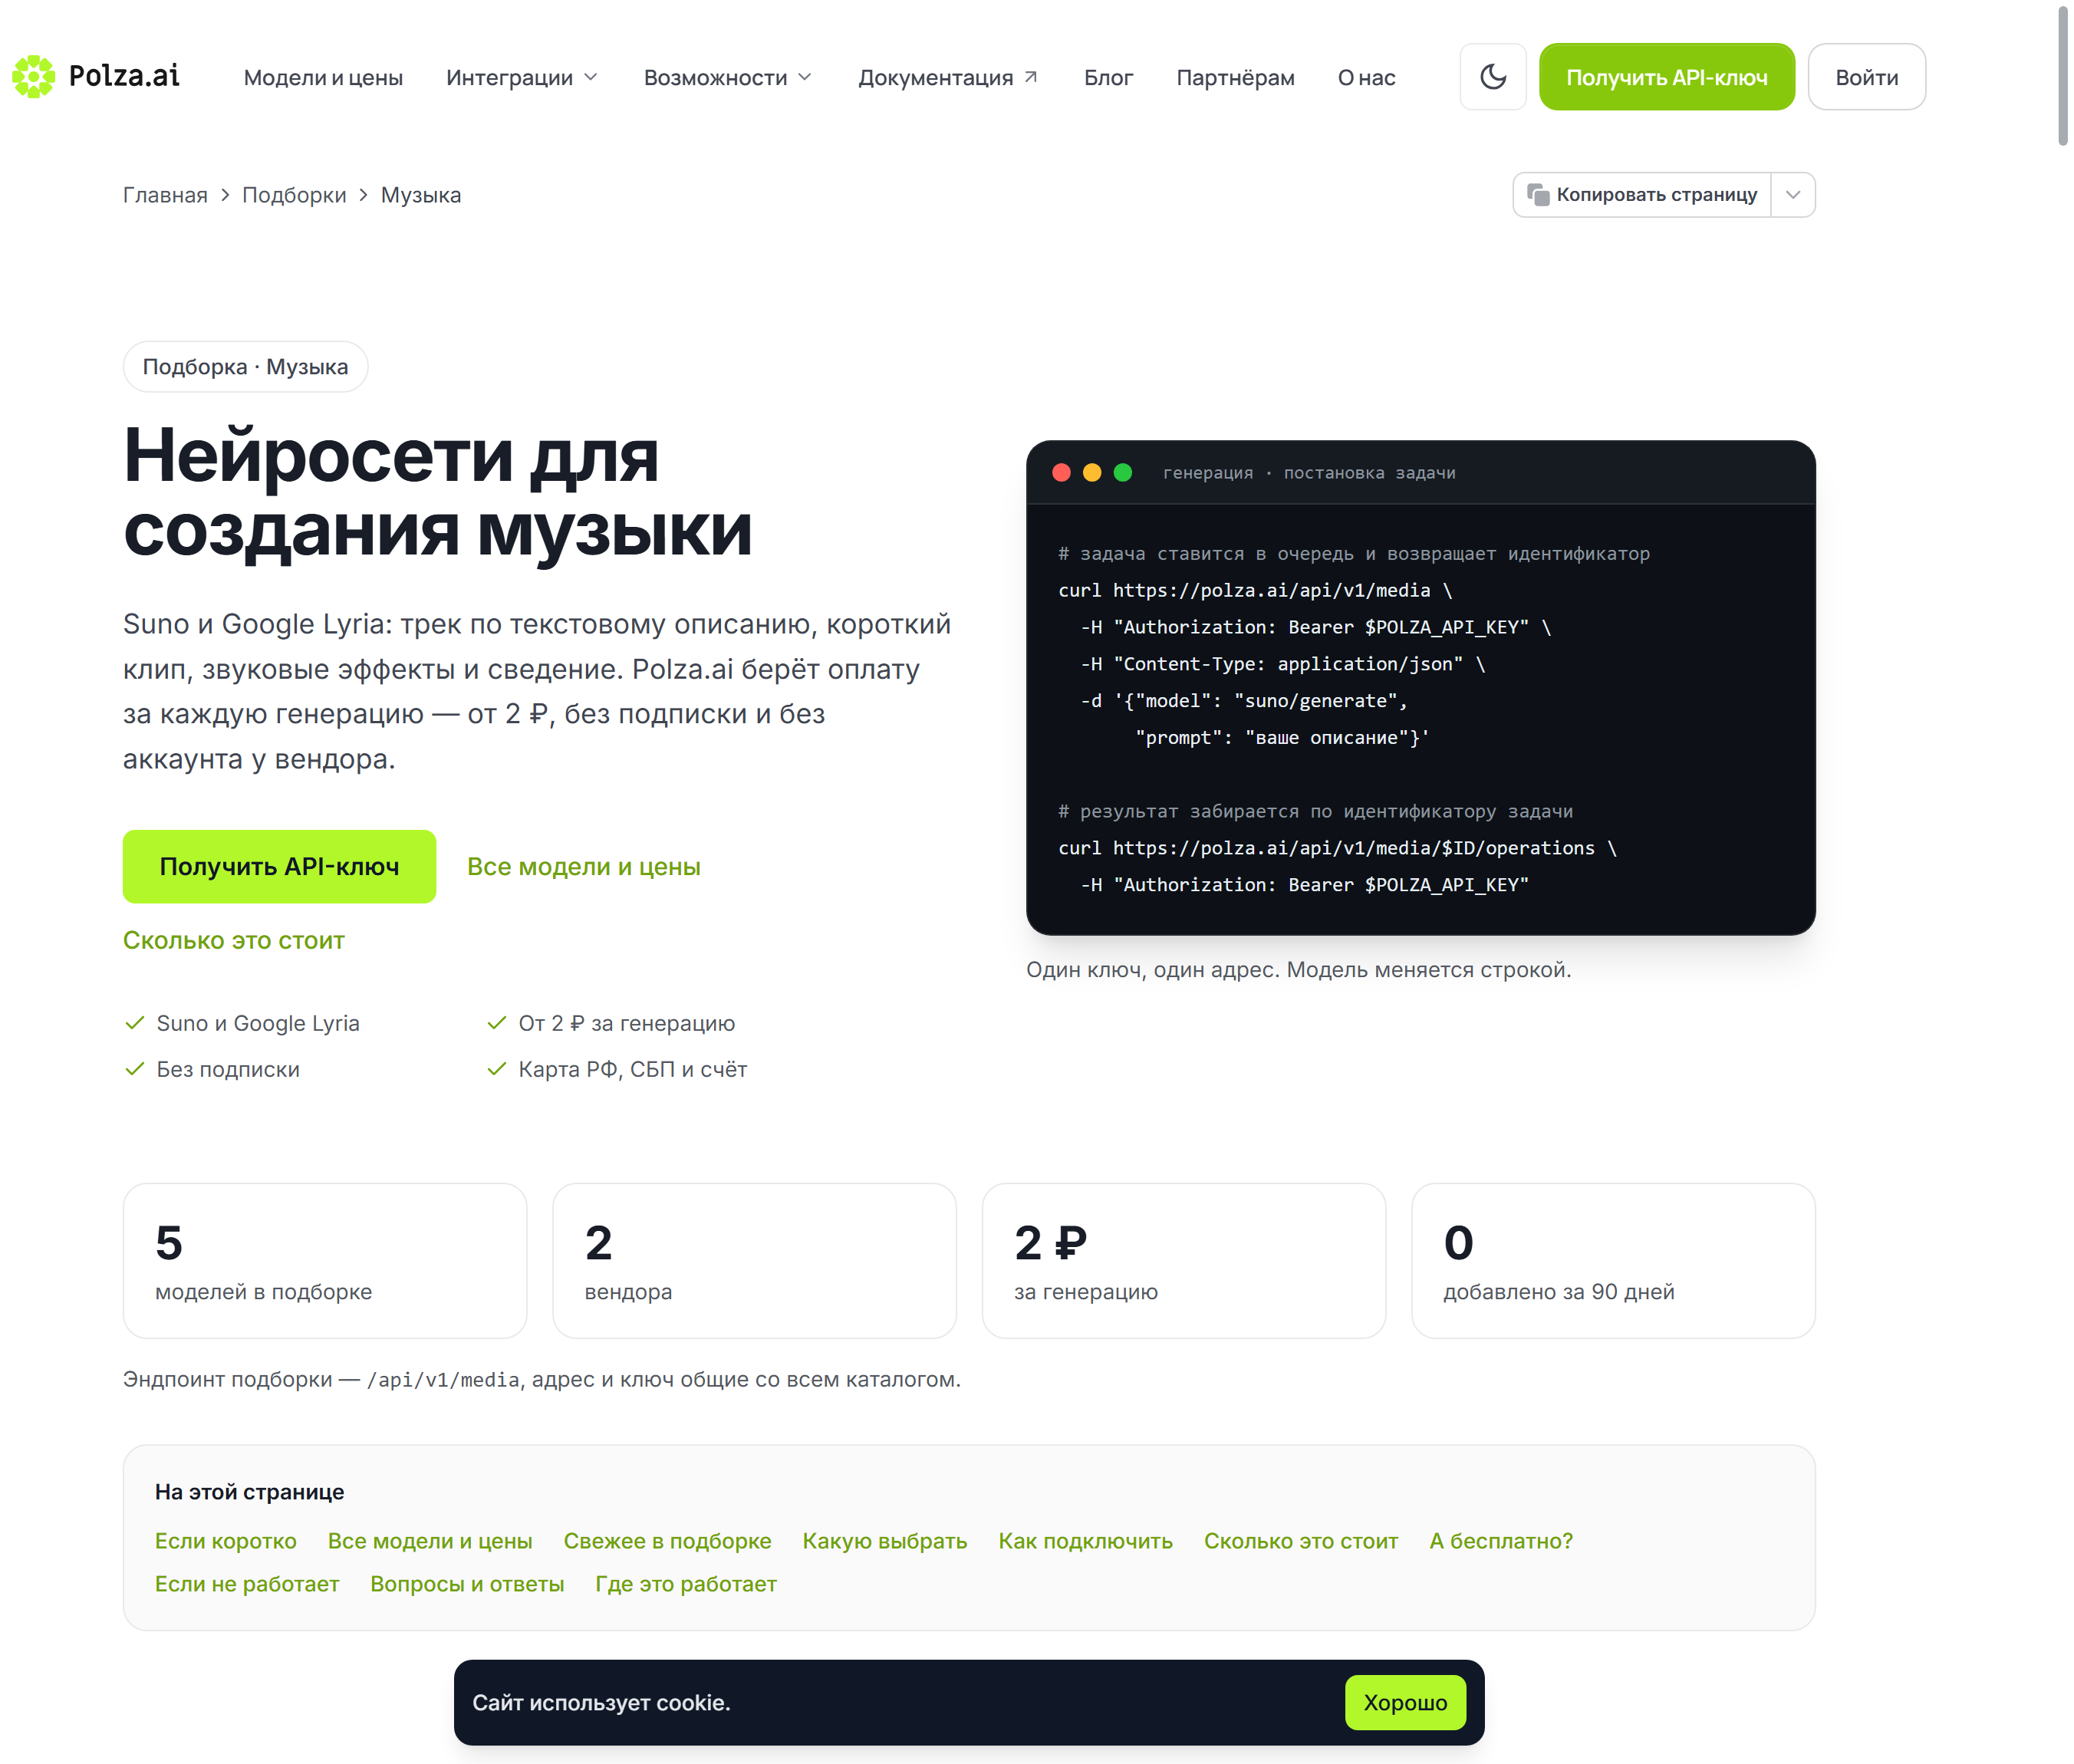 Polza.ai
Модели и цены
Интеграции
Возможности
Документация
Блог
Партнёрам
О нас
Получить API-ключ
Войти
Главная > Подборки > Музыка
Копировать страницу
Подборка · Музыка
Нейросети для
создания музыки
Suno и Google Lyria: трек по текстовому описанию, короткий
клип, звуковые эффекты и сведение. Polza.ai берёт оплату
за каждую генерацию — от 2 ₽, без подписки и без
аккаунта у вендора.
Получить API-ключ
Все модели и цены
Сколько это стоит
Suno и Google Lyria
От 2 ₽ за генерацию
Без подписки
Карта РФ, СБП и счёт
генерация · постановка задачи
# задача ставится в очередь и возвращает идентификатор
curl https://polza.ai/api/v1/media \
-H "Authorization: Bearer $POLZA_API_KEY" \
-H "Content-Type: application/json" \
-d '{"model": "suno/generate",
"prompt": "ваше описание"}'
# результат забирается по идентификатору задачи
curl https://polza.ai/api/v1/media/$ID/operations \
-H "Authorization: Bearer $POLZA_API_KEY"
Один ключ, один адрес. Модель меняется строкой.
5
моделей в подборке
2
вендора
2 ₽
за генерацию
0
добавлено за 90 дней
Эндпоинт подборки — /api/v1/media, адрес и ключ общие со всем каталогом.
На этой странице
Если коротко
Все модели и цены
Свежее в подборке
Какую выбрать
Как подключить
Сколько это стоит
А бесплатно?
Если не работает
Вопросы и ответы
Где это работает
Сайт использует cookie.
Хорошо